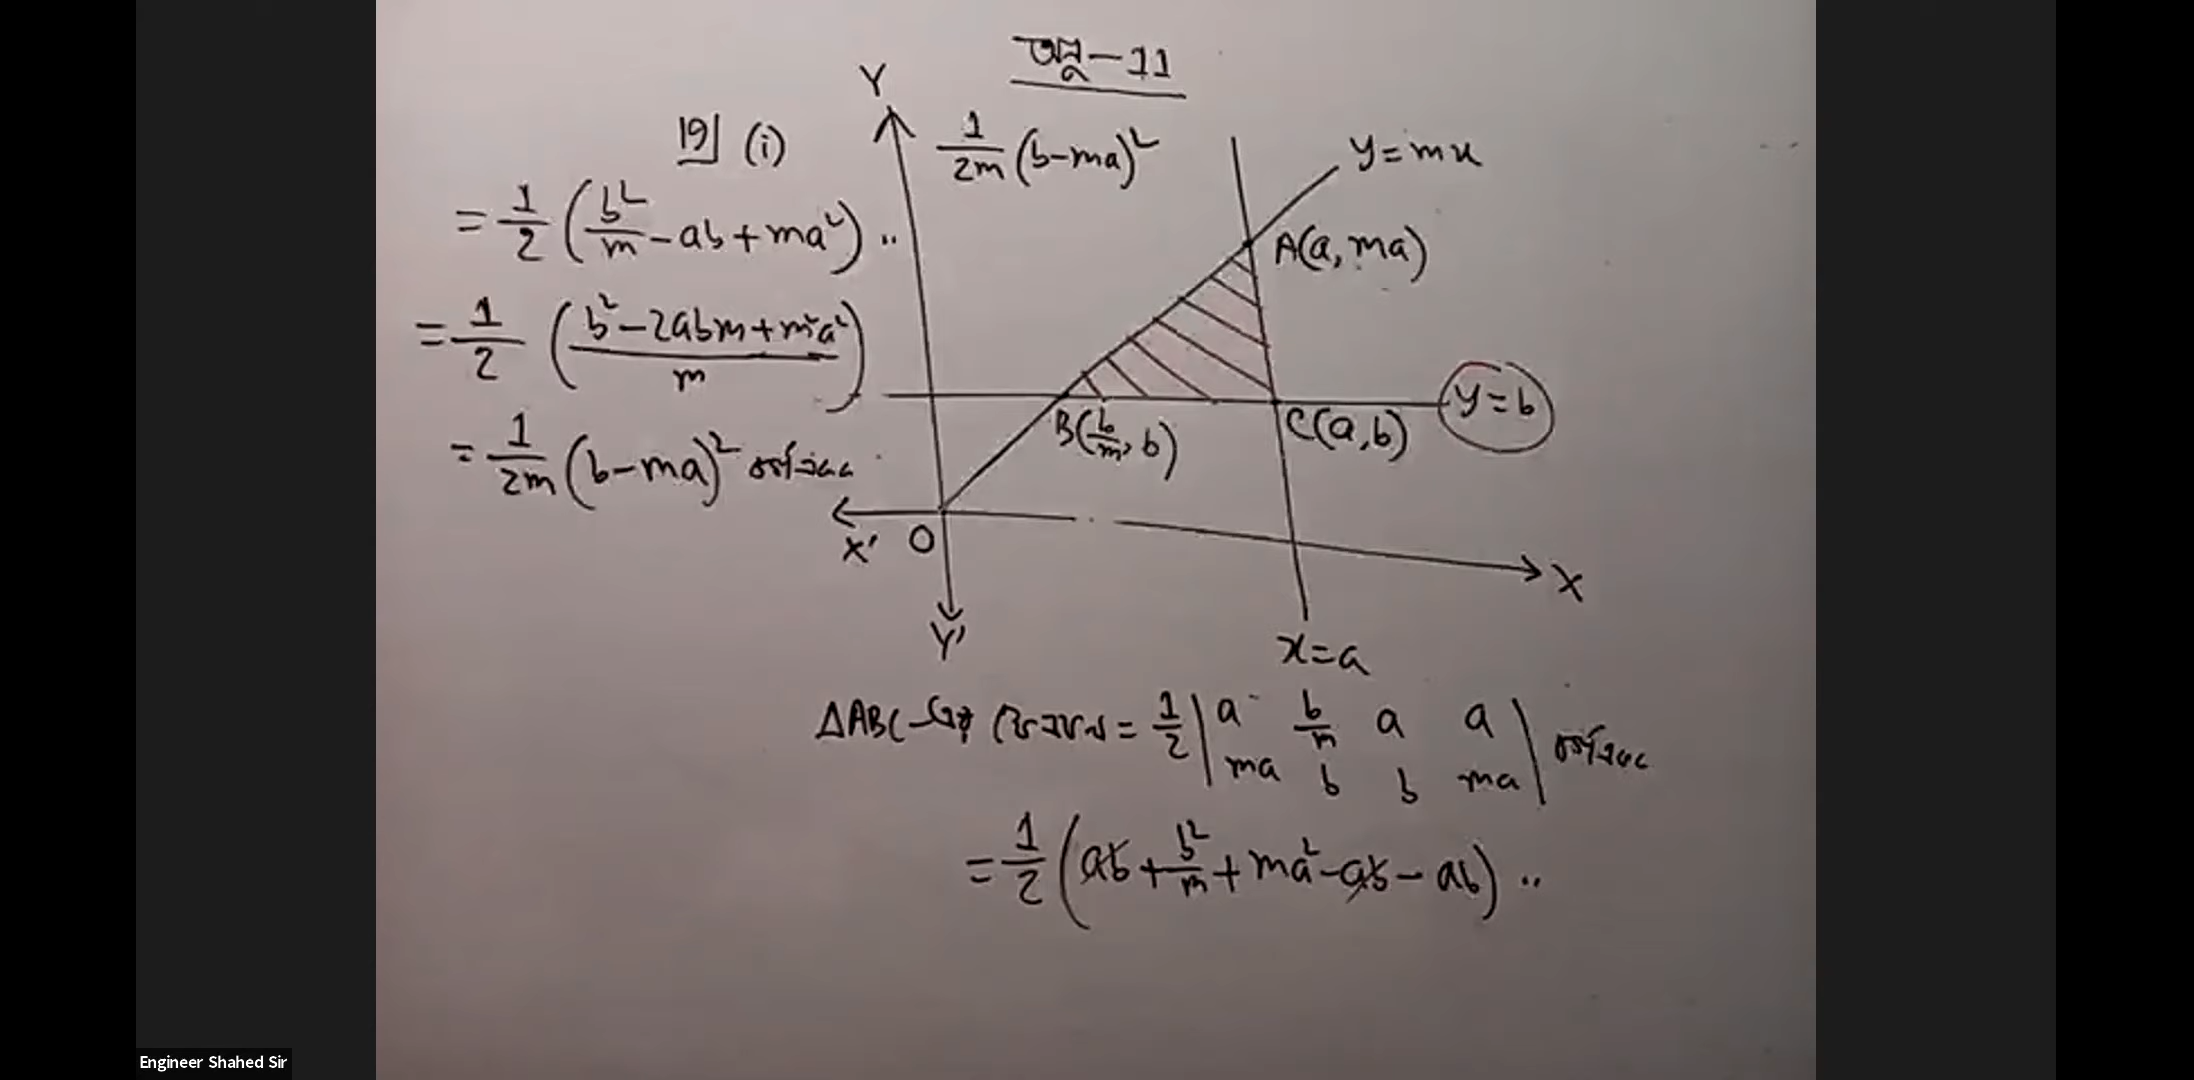 অনু-11
19] (i)
1/2m (b-ma)²
= 1/2 (b²/m - ab + ma²) ..
= 1/2 ((b² - 2abm + m²a²)/m)
= 1/2m (b-ma)² বর্গএকক
Y
y=mx
A(a, ma)
B(b/m, b)
C(a,b)
y=b
X' O
X
Y'
x=a
ΔABC-এর ক্ষেত্রফল = 1/2 | a b/m a a | বর্গএকক
ma b b ma
= 1/2 (ab + b²/m + ma² - ab - ab) ..
Engineer Shahed Sir